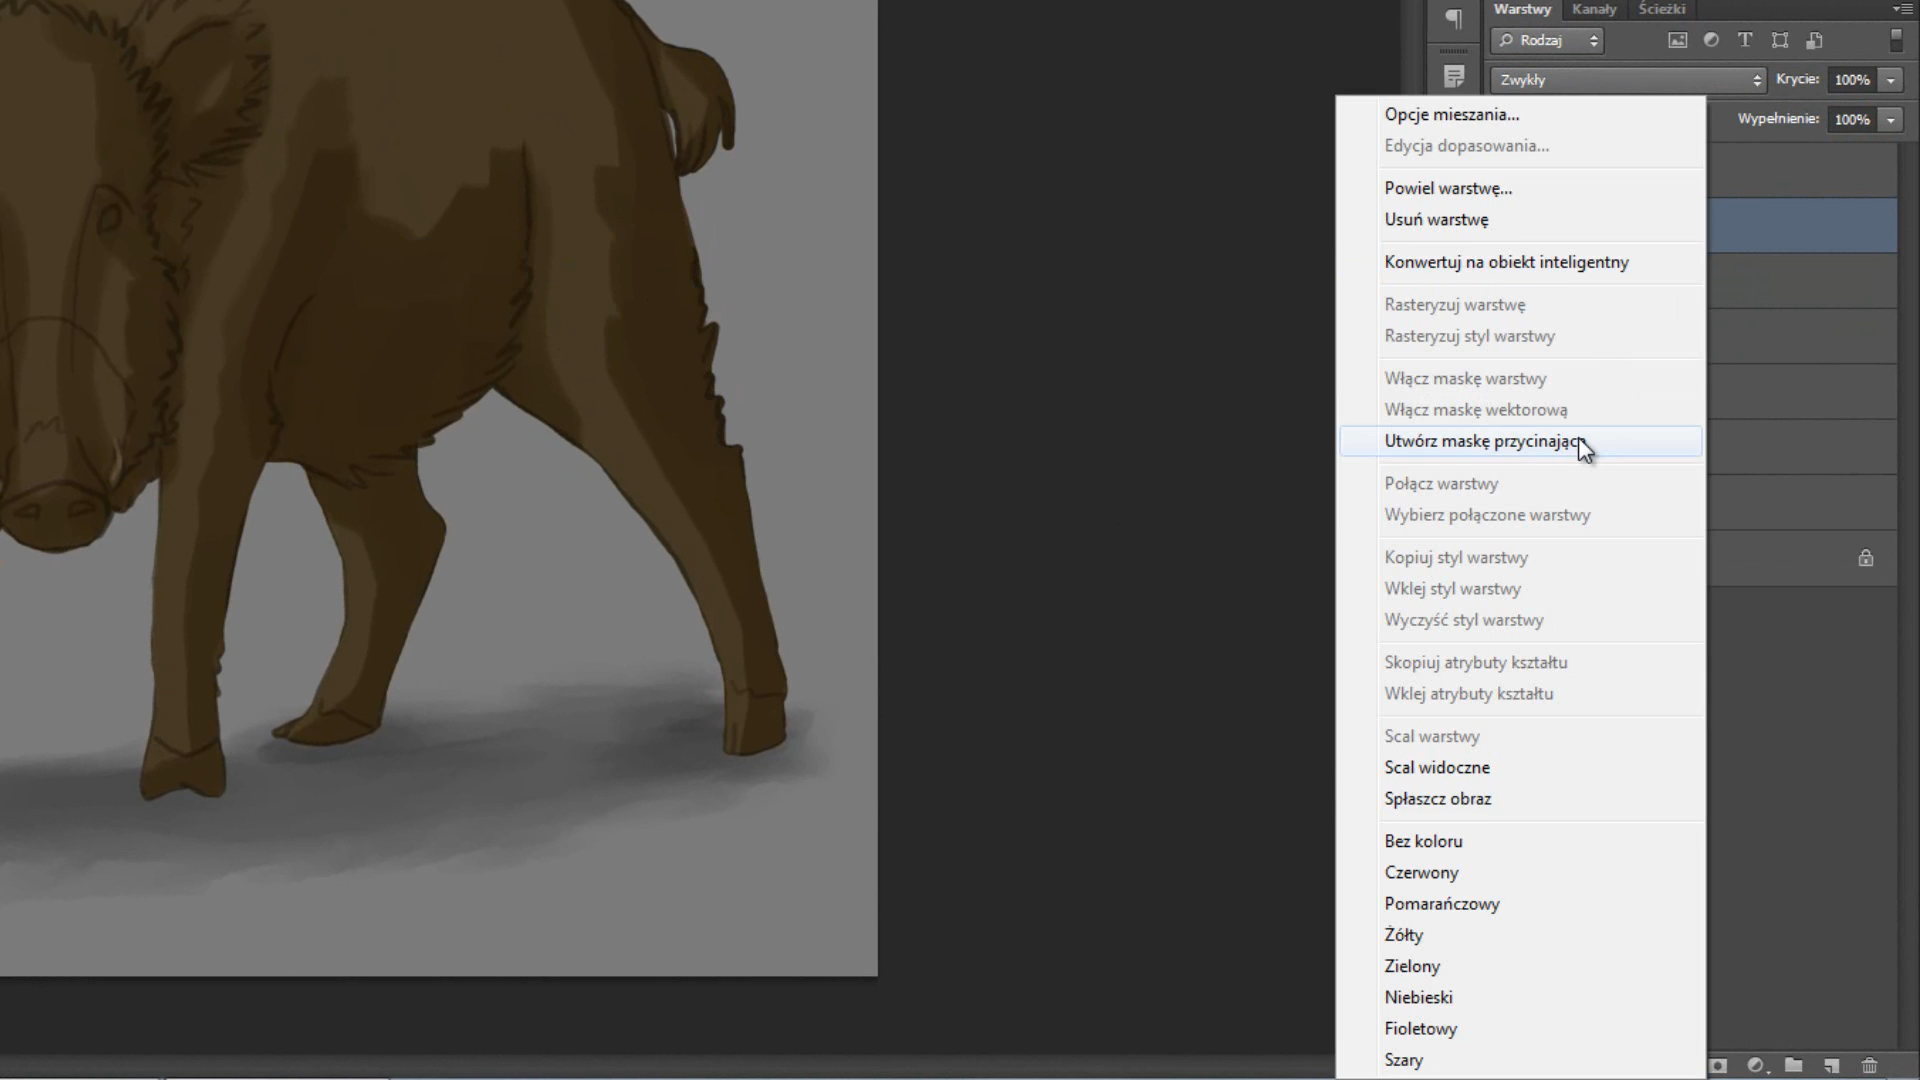 Warstwy Kanały Ścieżki
Rodzaj
Zwykły Krycie: 100%
Wypełnienie: 100%
Opcje mieszania...
Edycja dopasowania...
Powiel warstwę...
Usuń warstwę
Konwertuj na obiekt inteligentny
Rasteryzuj warstwę
Rasteryzuj styl warstwy
Włącz maskę warstwy
Włącz maskę wektorową
Utwórz maskę przycinającą
Połącz warstwy
Wybierz połączone warstwy
Kopiuj styl warstwy
Wklej styl warstwy
Wyczyść styl warstwy
Skopiuj atrybuty kształtu
Wklej atrybuty kształtu
Scal warstwy
Scal widoczne
Spłaszcz obraz
Bez koloru
Czerwony
Pomarańczowy
Żółty
Zielony
Niebieski
Fioletowy
Szary